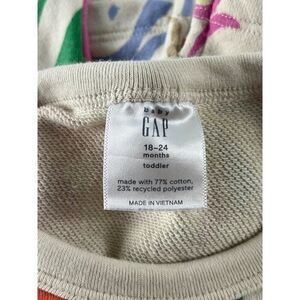 baby
GAP
18-24
months
toddler
made with 77% cotton,
23% recycled polyester
MADE IN VIETNAM